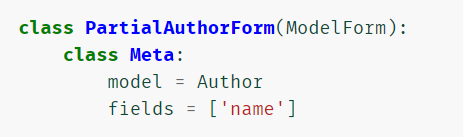 class PartialAuthorForm(ModelForm):
    class Meta:
        model = Author
        fields = ['name']